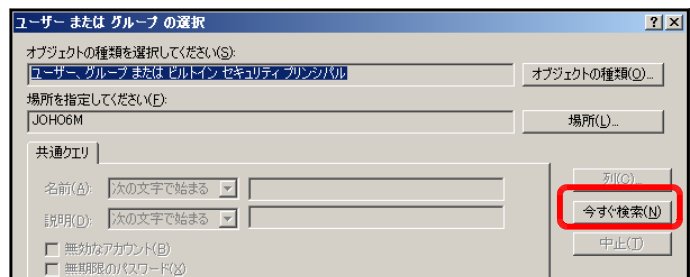 ユーザー または グループ の選択
オブジェクトの種類を選択してください(S):
ユーザー、グループ または ビルトイン セキュリティ プリンシパル
オブジェクトの種類(O)...
場所を指定してください(F):
JOHO6M
場所(L)...
共通クエリ
名前(A):
次の文字で始まる
列(C)...
説明(D):
次の文字で始まる
今すぐ検索(N)
無効なアカウント(B)
中止(T)
無期限のパスワード(X)